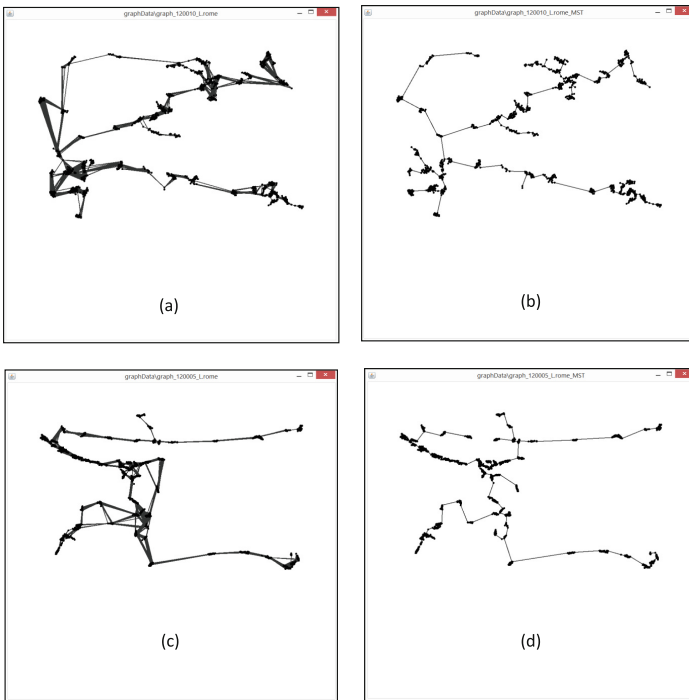 graphData\graph_120010_L.rome
graphData\graph_120010_L.rome_MST
(a)
(b)
graphData\graph_120005_L.rome
graphData\graph_120005_L.rome_MST
(c)
(d)